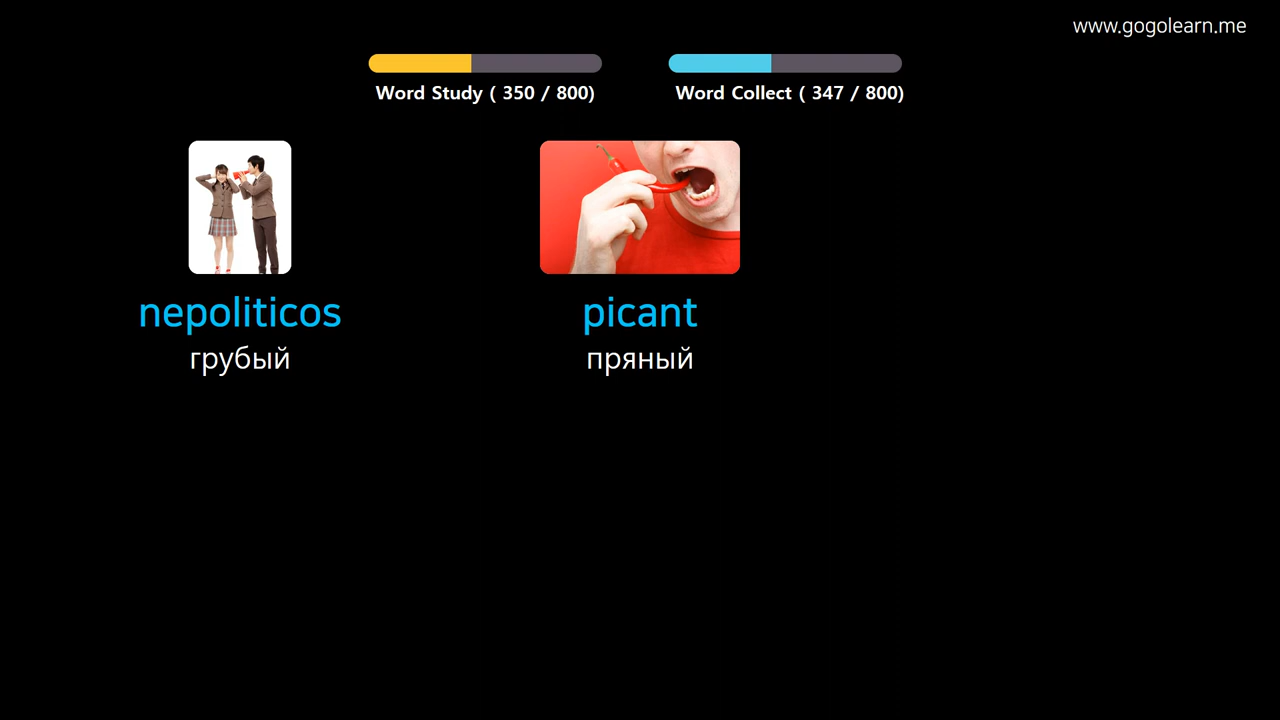 www.gogolearn.me
Word Study ( 350 / 800)
Word Collect ( 347 / 800)
nepoliticos
грубый
picant
пряный